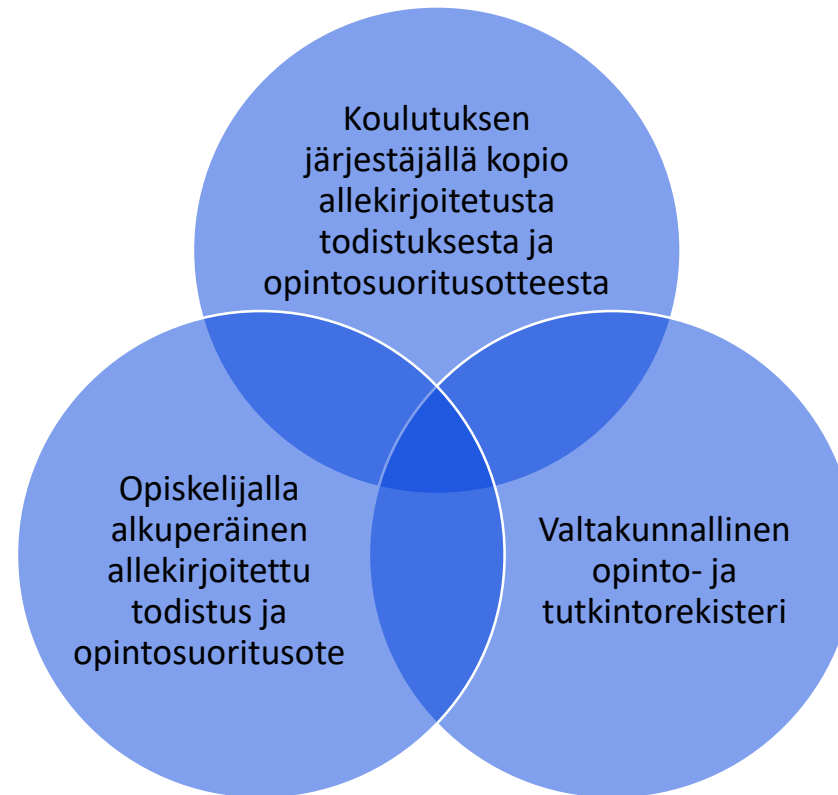 Koulutuksen
järjestäjällä kopio
allekirjoitetusta
todistuksesta ja
opintosuoritusotteesta
Opiskelijalla
alkuperäinen
allekirjoitettu
todistus ja
opintosuoritusote
Valtakunnallinen
opinto- ja
tutkintorekisteri